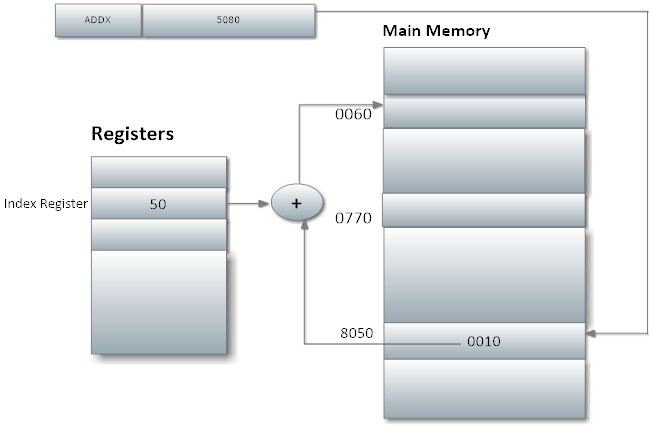 ADDX 5080
Main Memory
0060
Registers
Index Register 50 +
0770
8050 0010